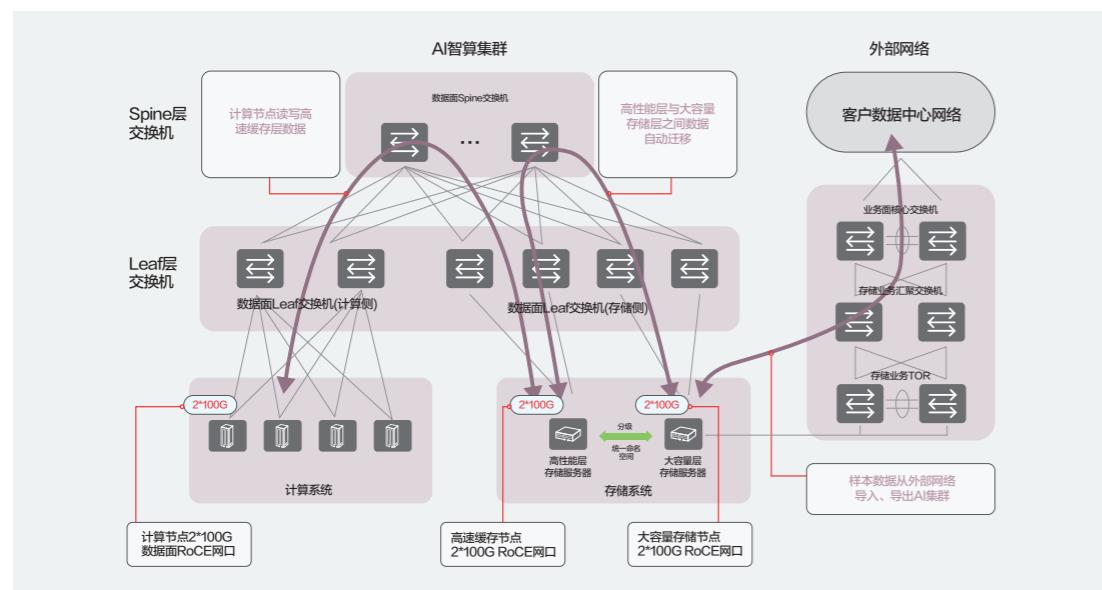 AI智算集群
外部网络
Spine层
交换机
计算节点读写高
速缓存层数据
数据面Spine交换机
...
高性能层与大容量
存储层之间数据
自动迁移
客户数据中心网络
业务面核心交换机
Leaf层
交换机
数据面Leaf交换机(计算侧)
数据面Leaf交换机(存储侧)
存储业务汇聚交换机
存储业务TOR
2*100G
2*100G
2*100G
分级
统一命名
空间
高性能层
存储服务器
大容量层
存储服务器
计算系统
存储系统
样本数据从外部网络
导入、导出AI集群
计算节点2*100G
数据面RoCE网口
高速缓存节点
2*100G RoCE网口
大容量存储节点
2*100G RoCE网口